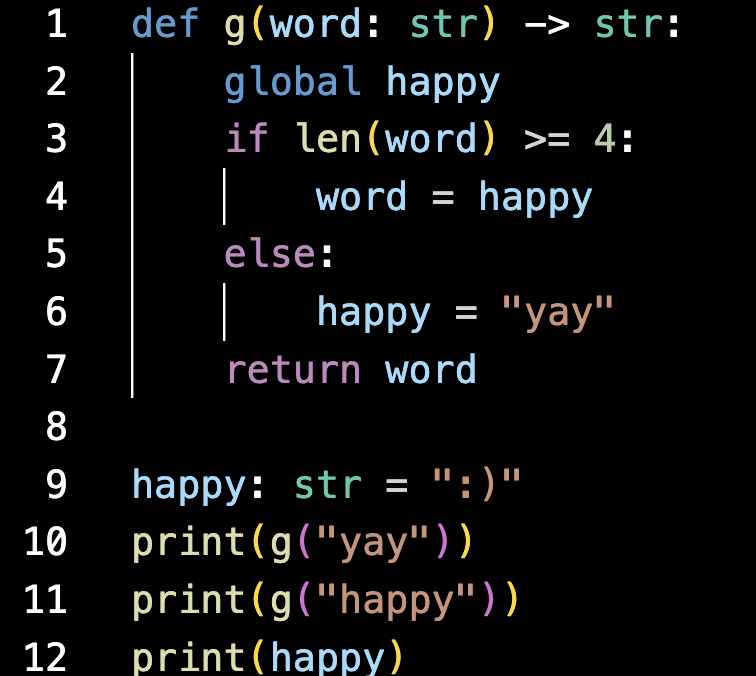 1 def g(word: str) -> str:
2     global happy
3     if len(word) >= 4:
4         word = happy
5     else:
6         happy = "yay"
7     return word
8
9 happy: str = ":)"
10 print(g("yay"))
11 print(g("happy"))
12 print(happy)